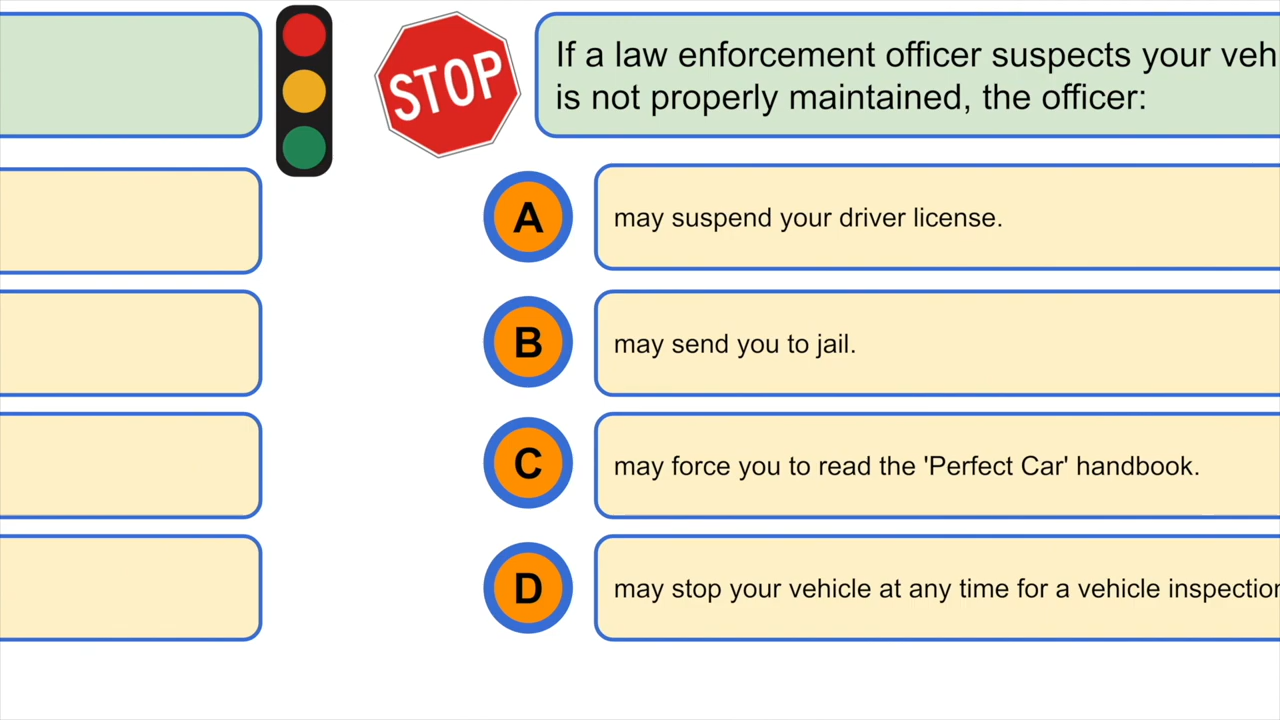 STOP
If a law enforcement officer suspects your veh
is not properly maintained, the officer:
A
may suspend your driver license.
B
may send you to jail.
C
may force you to read the 'Perfect Car' handbook.
D
may stop your vehicle at any time for a vehicle inspection